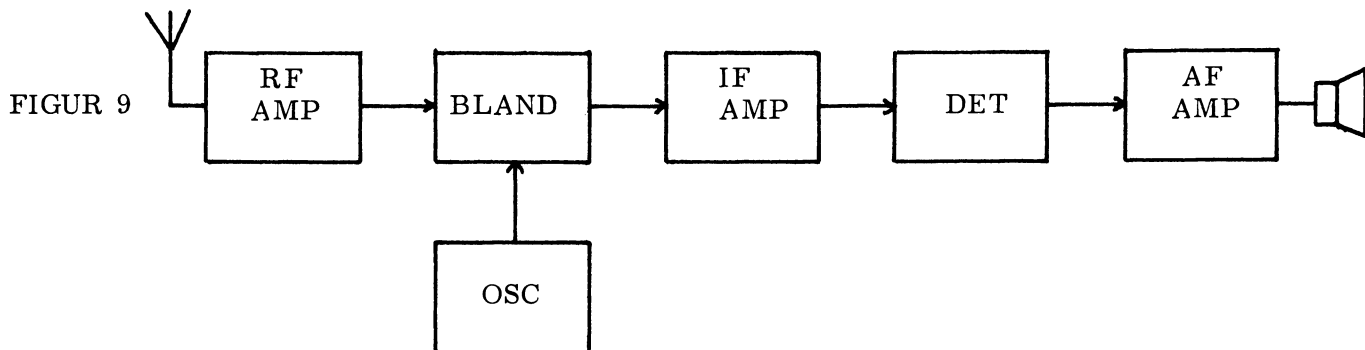 FIGUR 9
RF
AMP
BLAND
IF
AMP
DET
AF
AMP
OSC